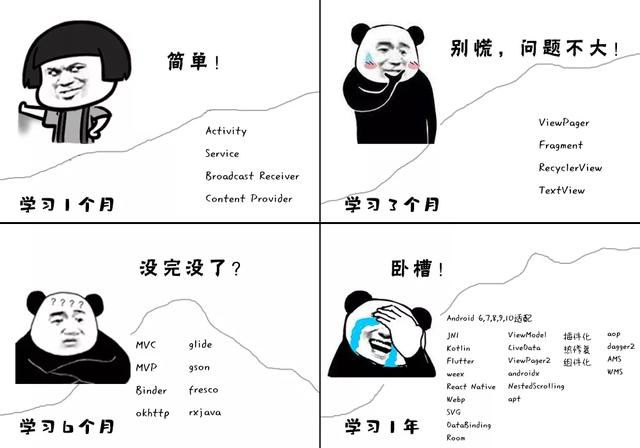 简单！
Activity
Service
Broadcast Receiver
Content Provider
学习1个月
别慌，问题不大！
ViewPager
Fragment
RecyclerView
TextView
学习3个月
没完没了？
????
MVC glide
MVP gson
Binder fresco
okhttp rxjava
学习6个月
卧槽！
Android 6,7,8,9,10适配
JNI ViewModel 插件化 aop
Kotlin LiveData 热修复 dagger2
Flutter ViewPager2 组件化 AMS
weex androidx WMS
React Native NestedScrolling
Webp apt
SVG
DataBinding
Room
学习1年